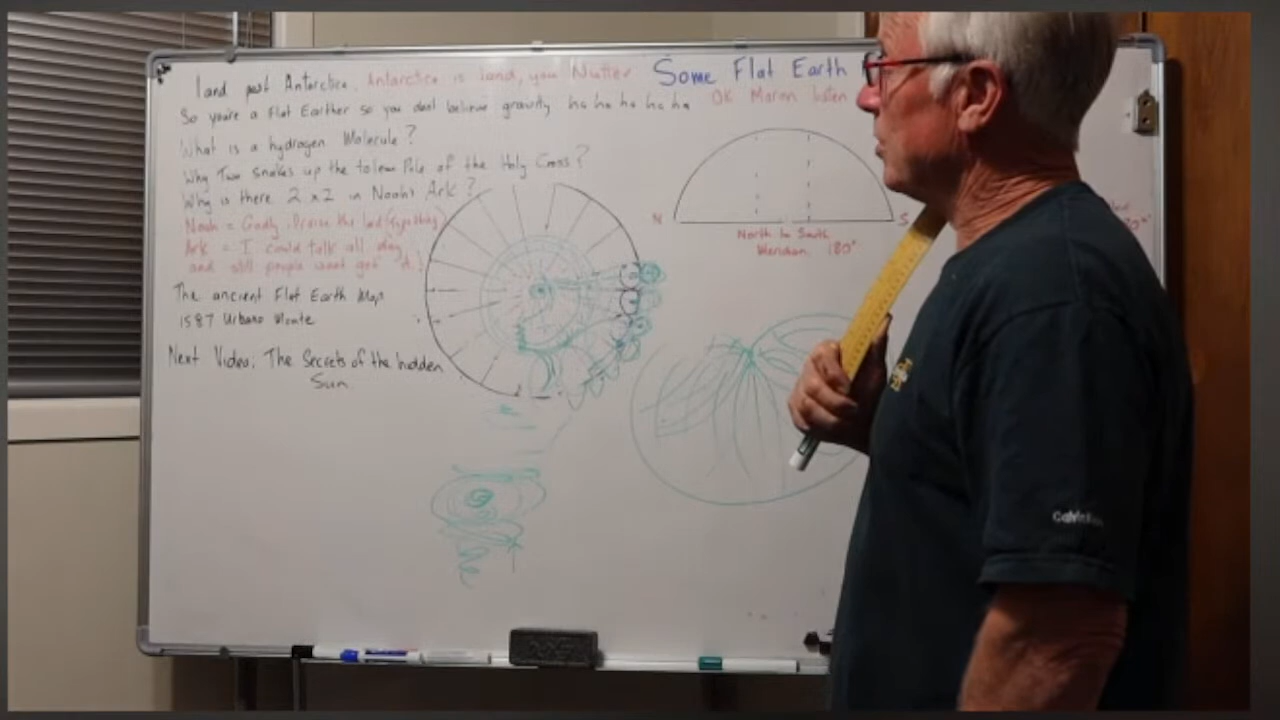 Land past Antarctica. Antarctica is land, you Nutter
Some Flat Earth
So you're a Flat Earther so you dont believe gravity ha ha ha ha ha
OK Moron listen
What is a hydrogen Molecule?
Why Two snakes up the totem Pole of the Holy Cross?
Why is there 2 x 2 in Noah's Ark?
Noah = Godly. Praise the lord
Ark = I could talk all day
and still people wont get it!
The ancient Flat Earth Map
1587 Urbano Monte
Next Video. The Secrets of the hidden
Sun
N
S
North to South
Meridian. 180°